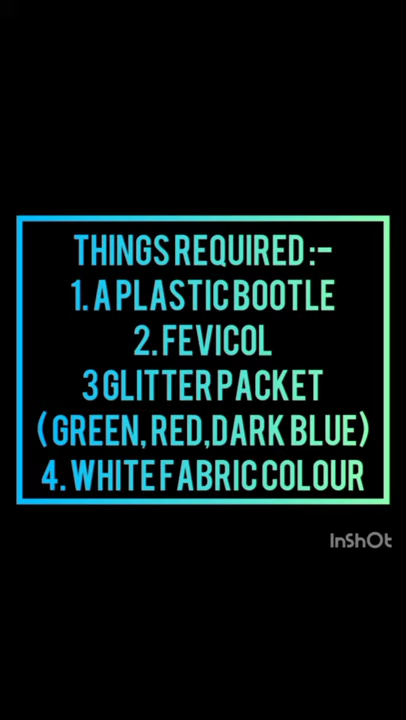 THINGS REQUIRED :-
1. A PLASTIC BOOTLE
2. FEVICOL
3 GLITTER PACKET
(GREEN, RED,DARK BLUE)
4. WHITE FABRIC COLOUR
InShOt